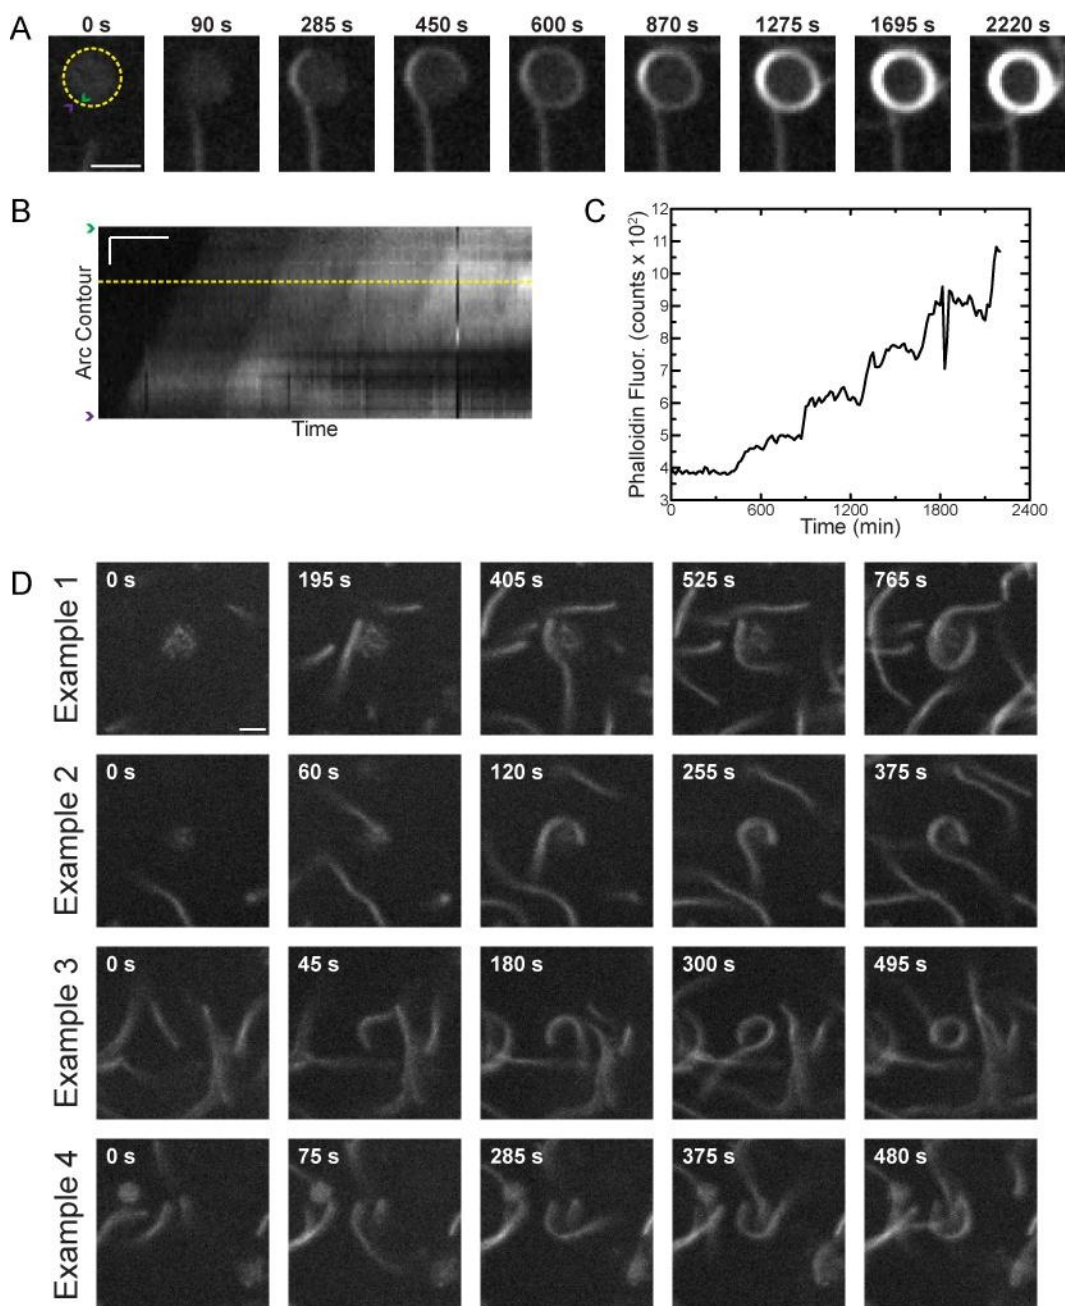 A
0 s 90 s 285 s 450 s 600 s 870 s 1275 s 1695 s 2220 s
B
Arc Contour
Time
C
Phalloidin Fluor. (counts x 10²)
12
11
10
9
8
7
6
5
4
3
0 600 1200 1800 2400
Time (min)
D
Example 1
0 s 195 s 405 s 525 s 765 s
Example 2
0 s 60 s 120 s 255 s 375 s
Example 3
0 s 45 s 180 s 300 s 495 s
Example 4
0 s 75 s 285 s 375 s 480 s